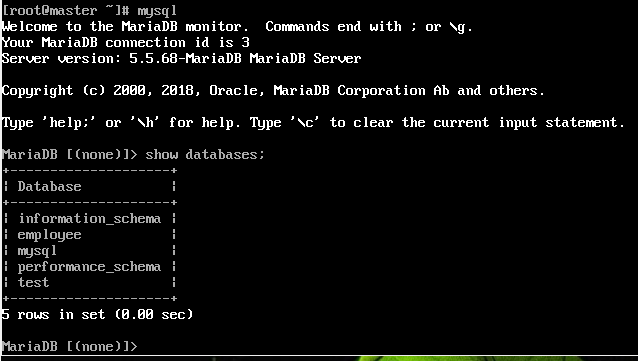 [root@master ~]# mysql
Welcome to the MariaDB monitor.  Commands end with ; or \g.
Your MariaDB connection id is 3
Server version: 5.5.68-MariaDB MariaDB Server

Copyright (c) 2000, 2018, Oracle, MariaDB Corporation Ab and others.

Type 'help;' or '\h' for help. Type '\c' to clear the current input statement.

MariaDB [(none)]> show databases;
+--------------------+
| Database           |
+--------------------+
| information_schema |
| employee           |
| mysql              |
| performance_schema |
| test               |
+--------------------+
5 rows in set (0.00 sec)

MariaDB [(none)]>